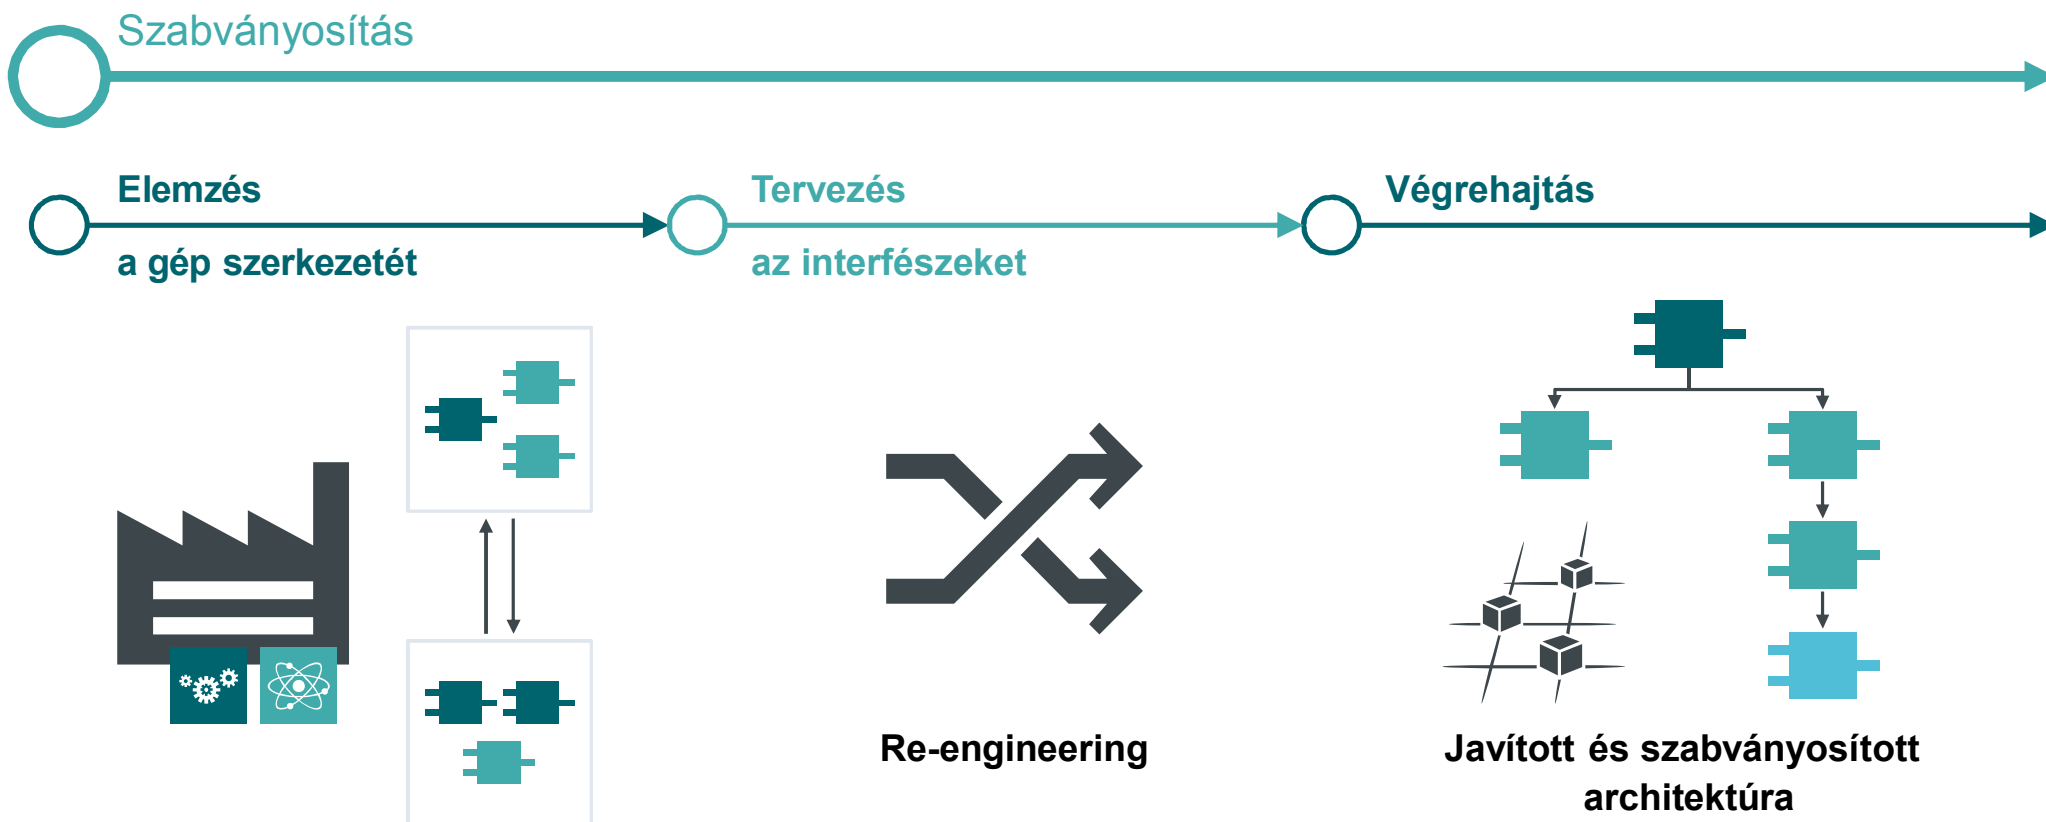 Szabványosítás
Elemzés
a gép szerkezetét
Tervezés
az interfészeket
Végrehajtás
Re-engineering
Javított és szabványosított
architektúra